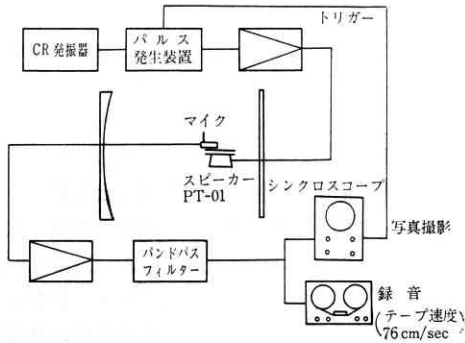 トリガー
CR発振器
パルス
発生装置
マイク
スピーカー
PT-01
シンクロスコープ
写真撮影
バンドパス
フィルター
録音
(テープ速度)
76cm/sec